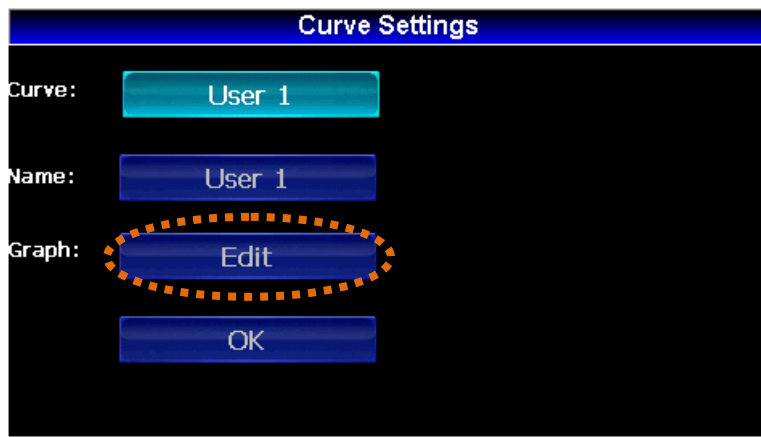 Curve Settings
Curve: User 1
Name: User 1
Graph: Edit
OK